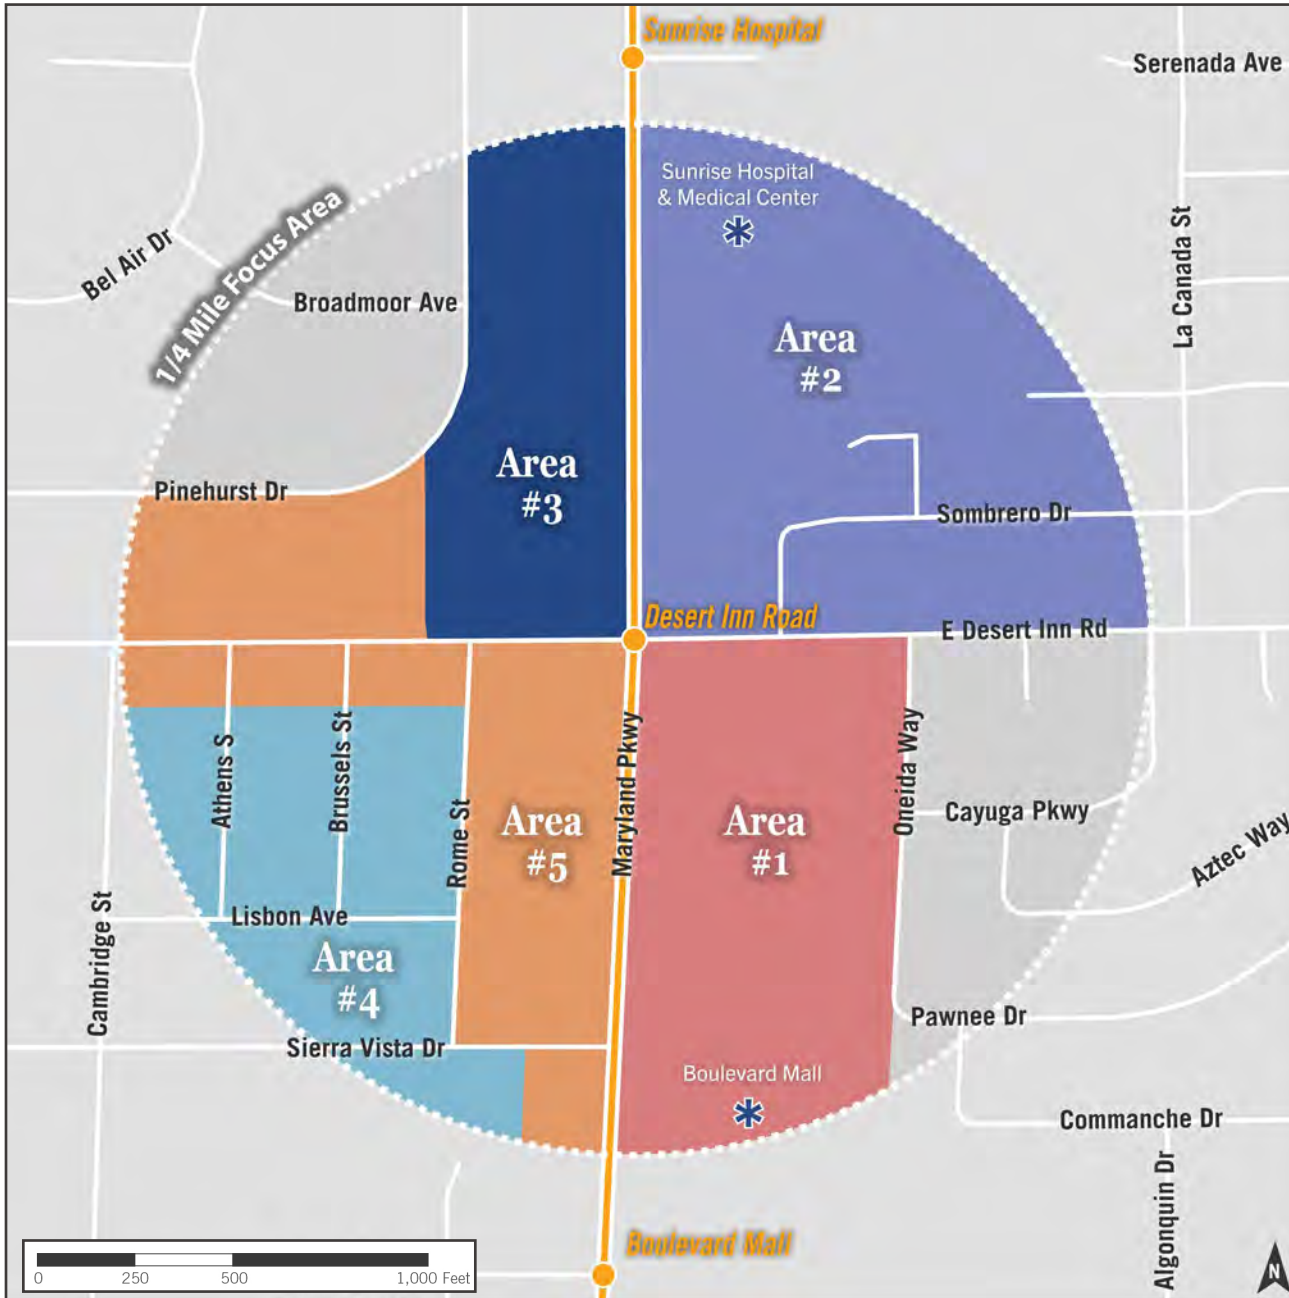 Sunrise Hospital
Serenada Ave
Sunrise Hospital
& Medical Center
1/4 Mile Focus Area
La Canada St
Bel Air Dr
Broadmoor Ave
Area
#2
Area
#3
Pinehurst Dr
Sombrero Dr
Desert Inn Road
E Desert Inn Rd
Athens S
Brussels St
Rome St
Maryland Pkwy
Oneida Way
Area
#5
Area
#1
Cayuga Pkwy
Aztec Way
Lisbon Ave
Cambridge St
Area
#4
Pawnee Dr
Sierra Vista Dr
Boulevard Mall
Commanche Dr
Algonquin Dr
Boulevard Mall
0 250 500 1,000 Feet
N